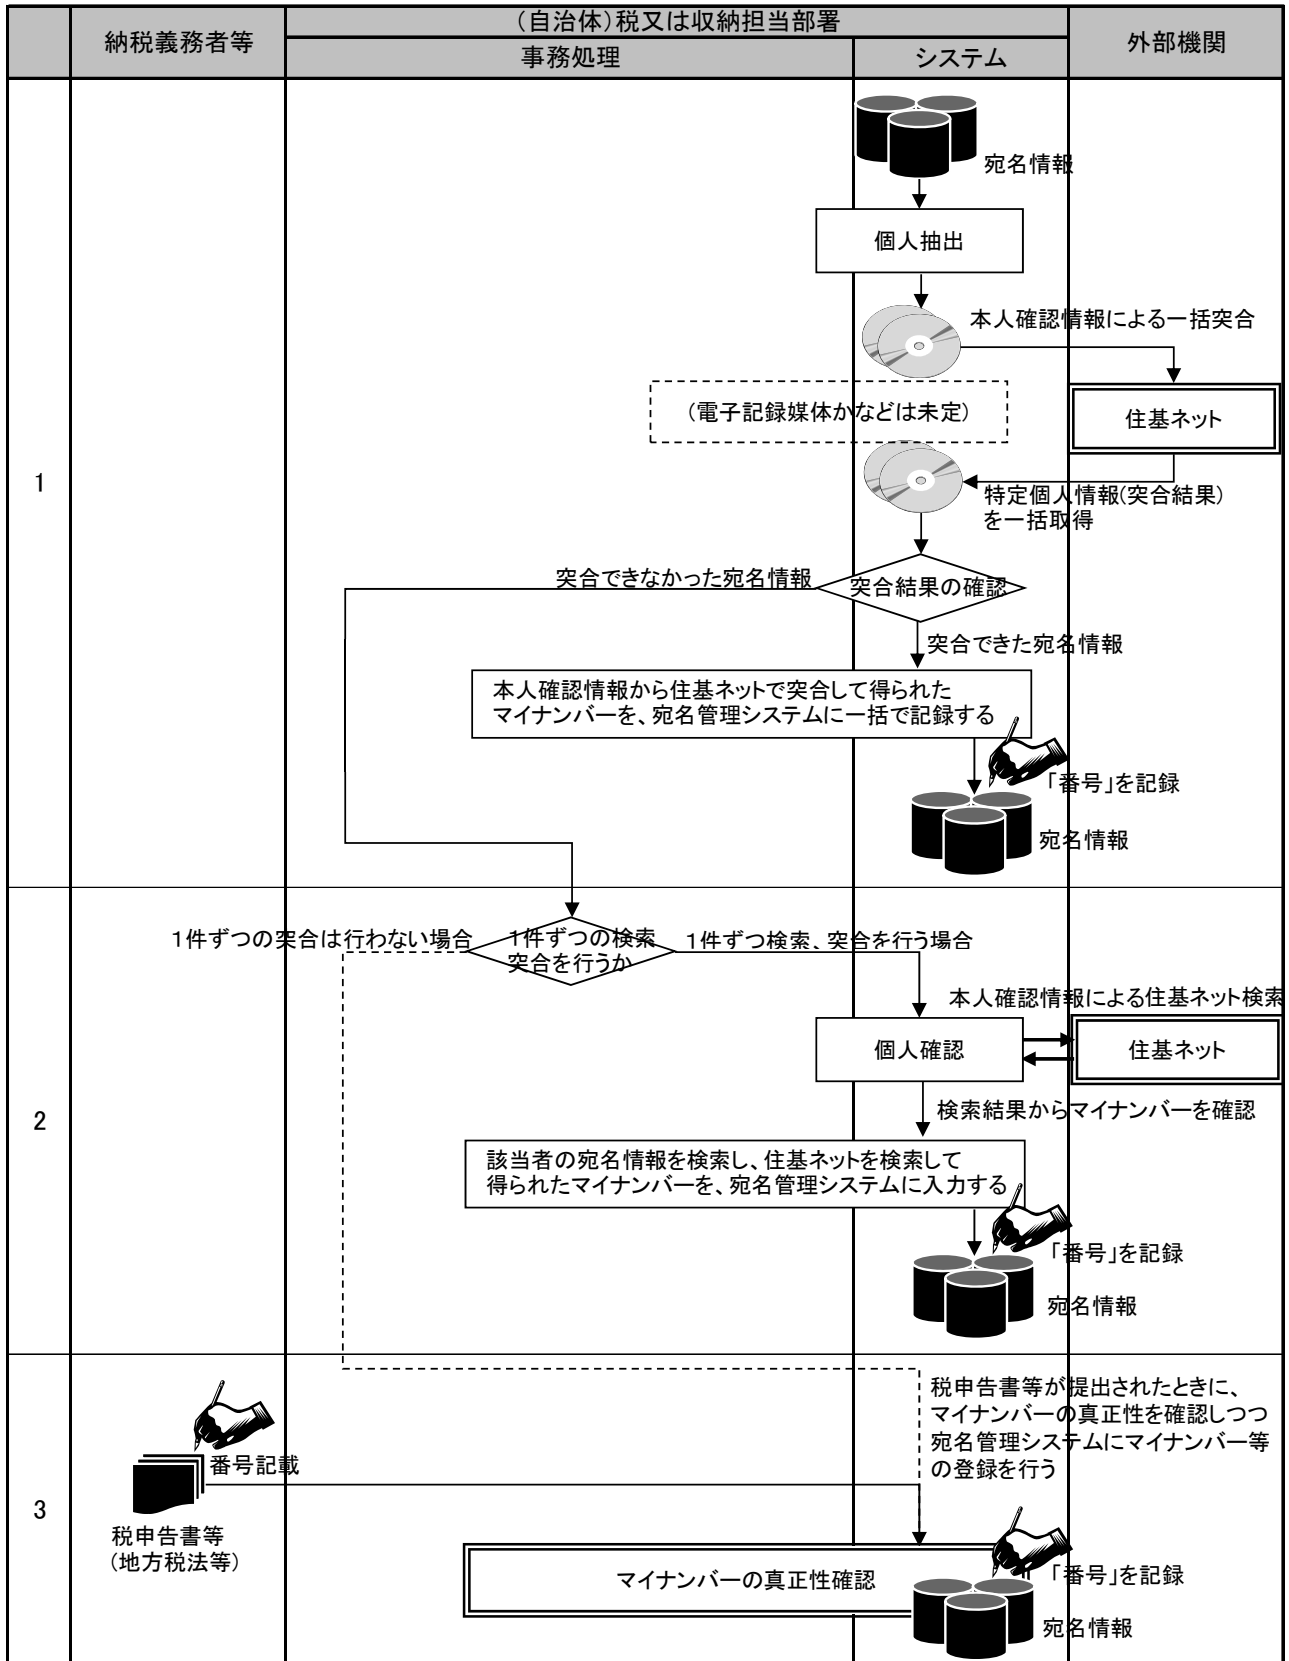 (自治体)税又は収納担当部署
納税義務者等
事務処理
システム
外部機関
1
宛名情報
個人抽出
本人確認情報による一括突合
(電子記録媒体かなどは未定)
住基ネット
特定個人情報(突合結果)
を一括取得
突合できなかった宛名情報
突合結果の確認
突合できた宛名情報
本人確認情報から住基ネットで突合して得られた
マイナンバーを、宛名管理システムに一括で記録する
「番号」を記録
宛名情報
2
1件ずつの突合は行わない場合
1件ずつの検索
突合を行うか
1件ずつ検索、突合を行う場合
本人確認情報による住基ネット検索
個人確認
住基ネット
検索結果からマイナンバーを確認
該当者の宛名情報を検索し、住基ネットを検索して
得られたマイナンバーを、宛名管理システムに入力する
「番号」を記録
宛名情報
3
番号記載
税申告書等
(地方税法等)
税申告書等が提出されたときに、
マイナンバーの真正性を確認しつつ
宛名管理システムにマイナンバー等
の登録を行う
マイナンバーの真正性確認
「番号」を記録
宛名情報